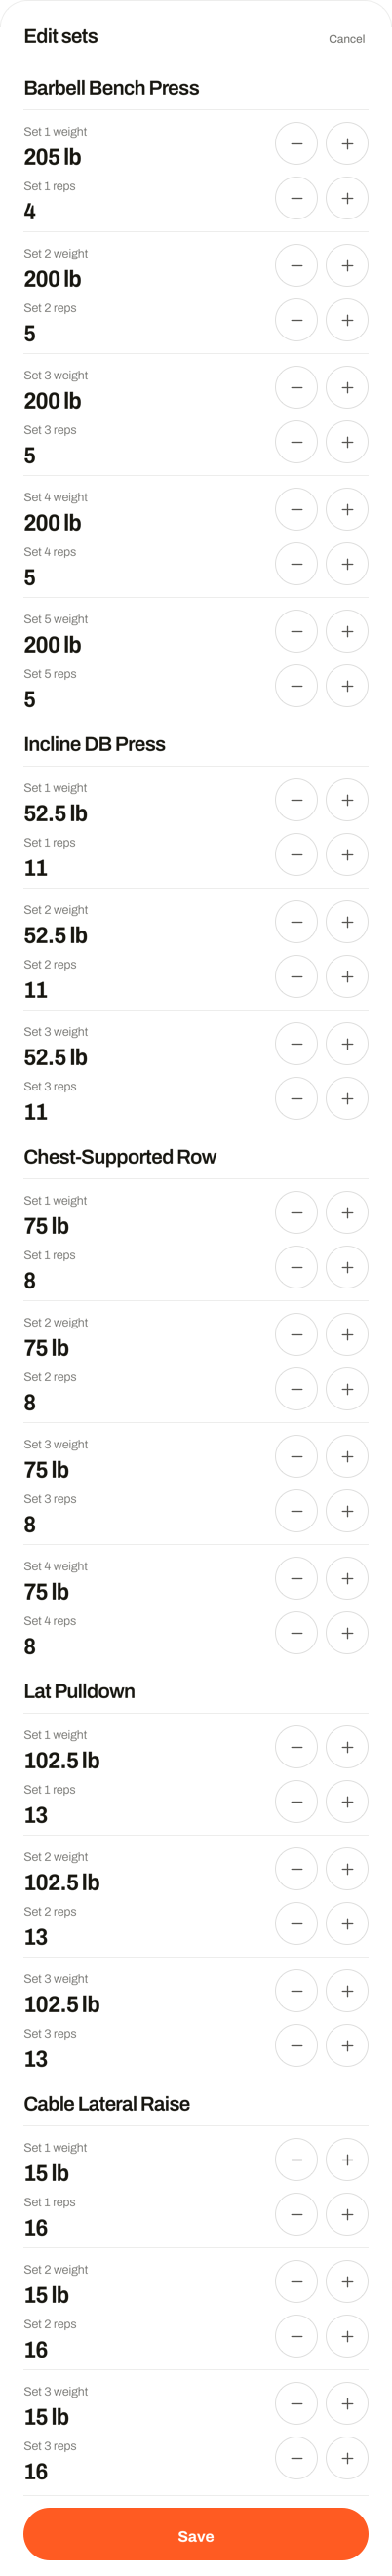 Edit sets
Cancel
Barbell Bench Press
Set 1 weight
205 lb
Set 1 reps
4
Set 2 weight
200 lb
Set 2 reps
5
Set 3 weight
200 lb
Set 3 reps
5
Set 4 weight
200 lb
Set 4 reps
5
Set 5 weight
200 lb
Set 5 reps
5
Incline DB Press
Set 1 weight
52.5 lb
Set 1 reps
11
Set 2 weight
52.5 lb
Set 2 reps
11
Set 3 weight
52.5 lb
Set 3 reps
11
Chest-Supported Row
Set 1 weight
75 lb
Set 1 reps
8
Set 2 weight
75 lb
Set 2 reps
8
Set 3 weight
75 lb
Set 3 reps
8
Set 4 weight
75 lb
Set 4 reps
8
Lat Pulldown
Set 1 weight
102.5 lb
Set 1 reps
13
Set 2 weight
102.5 lb
Set 2 reps
13
Set 3 weight
102.5 lb
Set 3 reps
13
Cable Lateral Raise
Set 1 weight
15 lb
Set 1 reps
16
Set 2 weight
15 lb
Set 2 reps
16
Set 3 weight
15 lb
Set 3 reps
16
Save